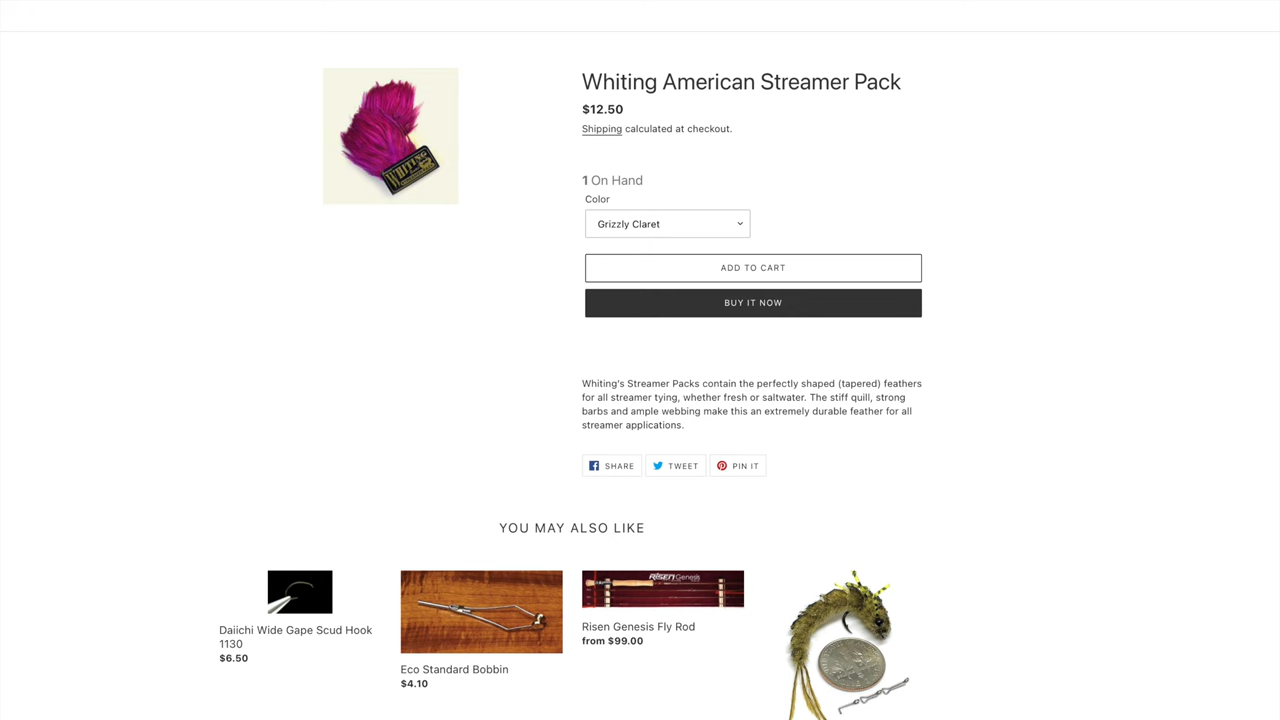 Whiting American Streamer Pack
$12.50
Shipping calculated at checkout.
1 On Hand
Color
Grizzly Claret
ADD TO CART
BUY IT NOW
Whiting's Streamer Packs contain the perfectly shaped (tapered) feathers
for all streamer tying, whether fresh or saltwater. The stiff quill, strong
barbs and ample webbing make this an extremely durable feather for all
streamer applications.
SHARE
TWEET
PIN IT
YOU MAY ALSO LIKE
Daiichi Wide Gape Scud Hook
1130
$6.50
Eco Standard Bobbin
$4.10
RISEN Genesis
Risen Genesis Fly Rod
from $99.00
WHITING